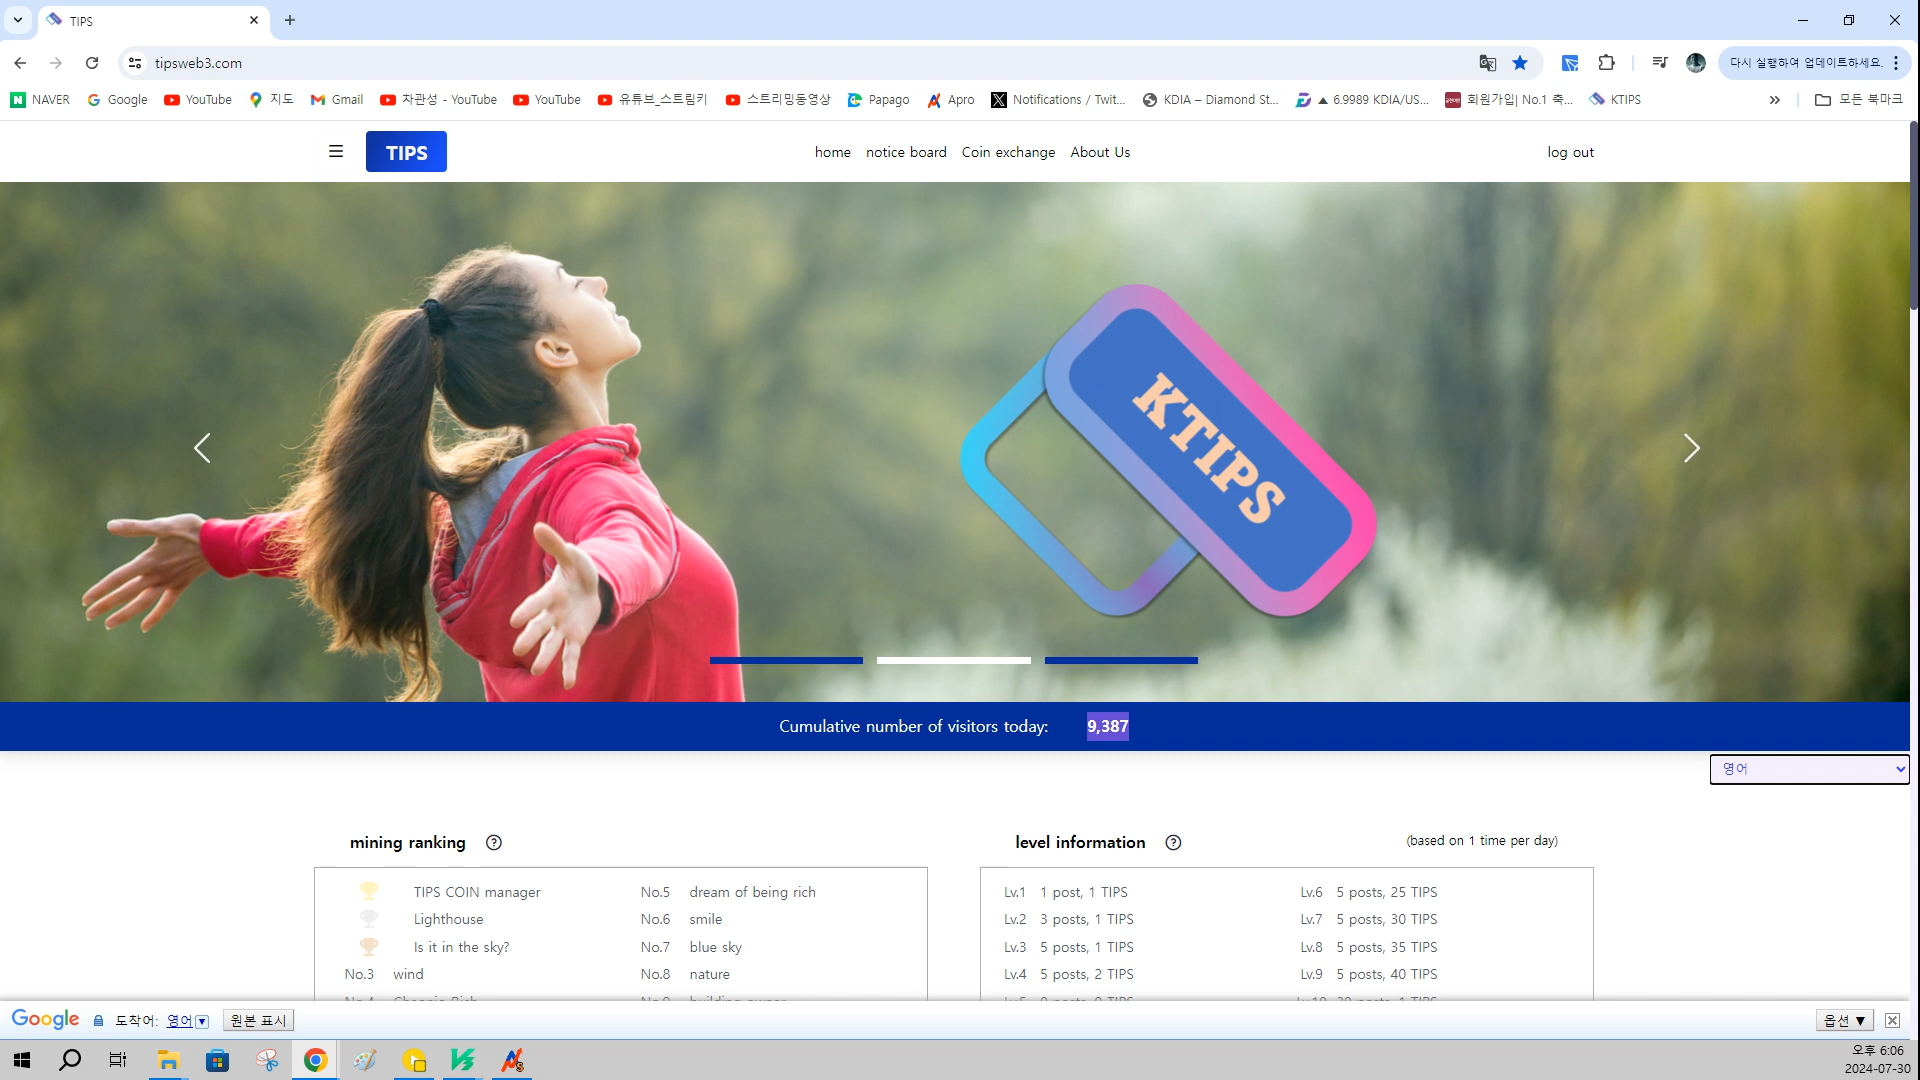 TIPS
tipsweb3.com
다시 실행하여 업데이트하세요.
NAVER Google YouTube 지도 Gmail 차관성 - YouTube YouTube 유튜브_스트림키 스트리밍동영상 Papago Apro Notifications / Twit... KDIA – Diamond St... ▲ 6.9989 KDIA/US... 회원가입| No.1 축... KTIPS » 모든 북마크
TIPS home notice board Coin exchange About Us log out
KTIPS
Cumulative number of visitors today: 9,387
영어
mining ranking
TIPS COIN manager
Lighthouse
Is it in the sky?
No.3 wind
No.5 dream of being rich
No.6 smile
No.7 blue sky
No.8 nature
level information (based on 1 time per day)
Lv.1 1 post, 1 TIPS
Lv.2 3 posts, 1 TIPS
Lv.3 5 posts, 1 TIPS
Lv.4 5 posts, 2 TIPS
Lv.6 5 posts, 25 TIPS
Lv.7 5 posts, 30 TIPS
Lv.8 5 posts, 35 TIPS
Lv.9 5 posts, 40 TIPS
Google 도착어: 영어▼ 원본 표시 옵션 ▼
오후 6:06
2024-07-30